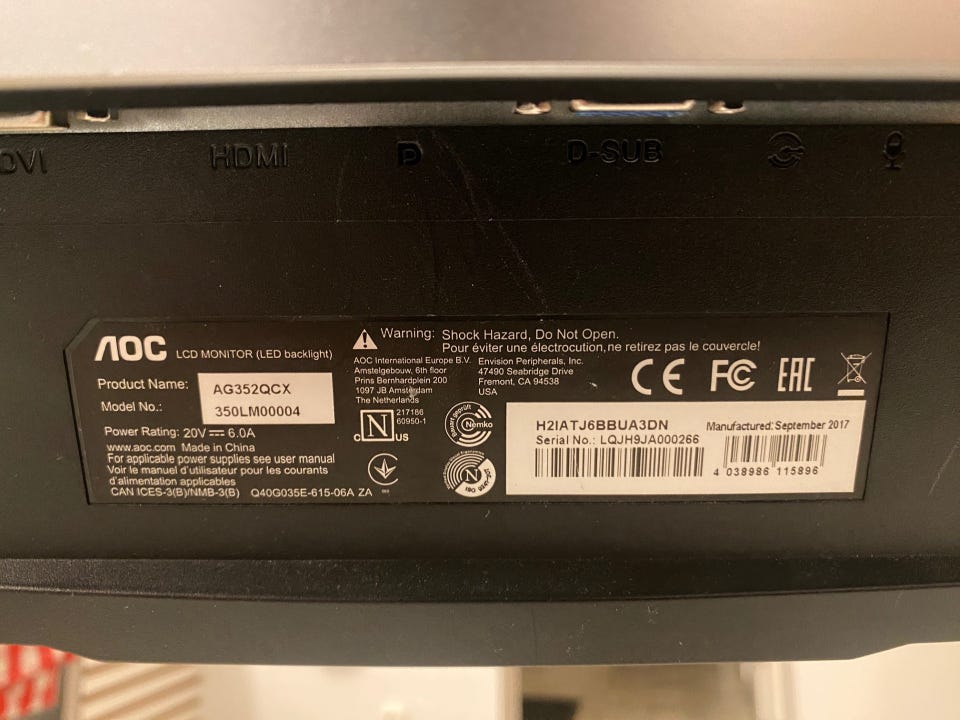 DVI HDMI D-SUB
AOC LCD MONITOR (LED backlight)
Product Name: AG352QCX
Model No.: 350LM00004
Power Rating: 20V 6.0A
www.aoc.com Made in China
For applicable power supplies see user manual
Voir le manuel d'utilisateur pour les courants
d'alimentation applicables
CAN ICES-3(B)/NMB-3(B) Q40G035E-615-06A ZA
Warning: Shock Hazard, Do Not Open.
Pour éviter une électrocution,ne retirez pas le couvercle!
AOC International Europe B.V.
Amstelgebouw, 6th floor
Prins Bernhardplein 200
1097 JB Amsterdam
The Netherlands
Envision Peripherals, Inc.
47490 Seabridge Drive
Fremont, CA 94538
USA
CE FC EAC
C N US
217186
60950-1
Bauart geprüft
Nemko
N
H2IATJ6BBUA3DN
Serial No.: LQJH9JA000266
Manufactured: September 2017
4 038986 115896